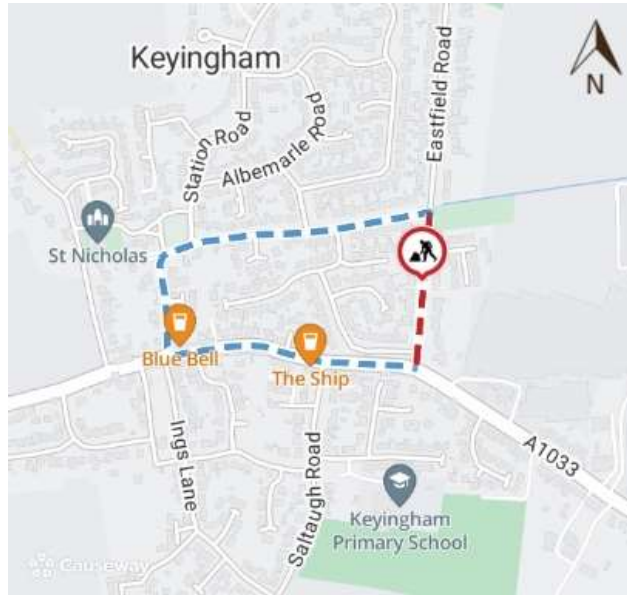 Keyingham
N
Eastfield Road
Station Road
Albemarle Road
St Nicholas
Blue Bell
The Ship
Ings Lane
Saltaugh Road
A1033
Keyingham
Primary School
Causeway